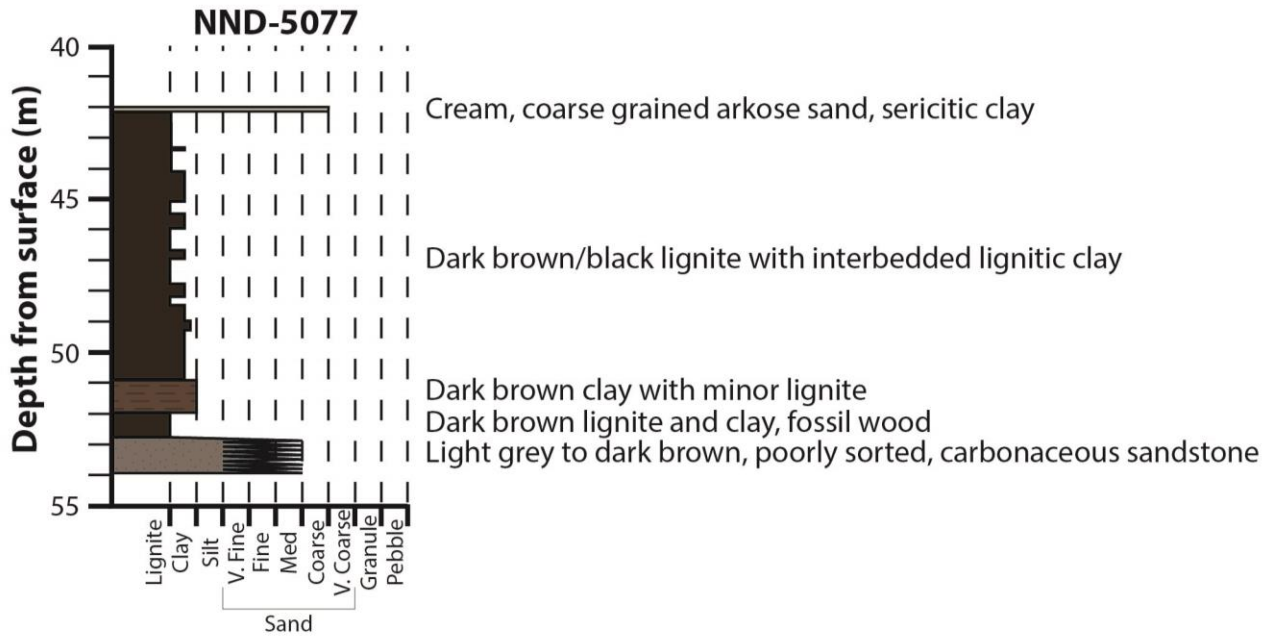 NND-5077
Depth from surface (m)
40
45
50
55
Cream, coarse grained arkose sand, sericitic clay
Dark brown/black lignite with interbedded lignitic clay
Dark brown clay with minor lignite
Dark brown lignite and clay, fossil wood
Light grey to dark brown, poorly sorted, carbonaceous sandstone
Lignite
Clay
Silt
V. Fine
Fine
Med
Coarse
V. Coarse
Granule
Pebble
Sand